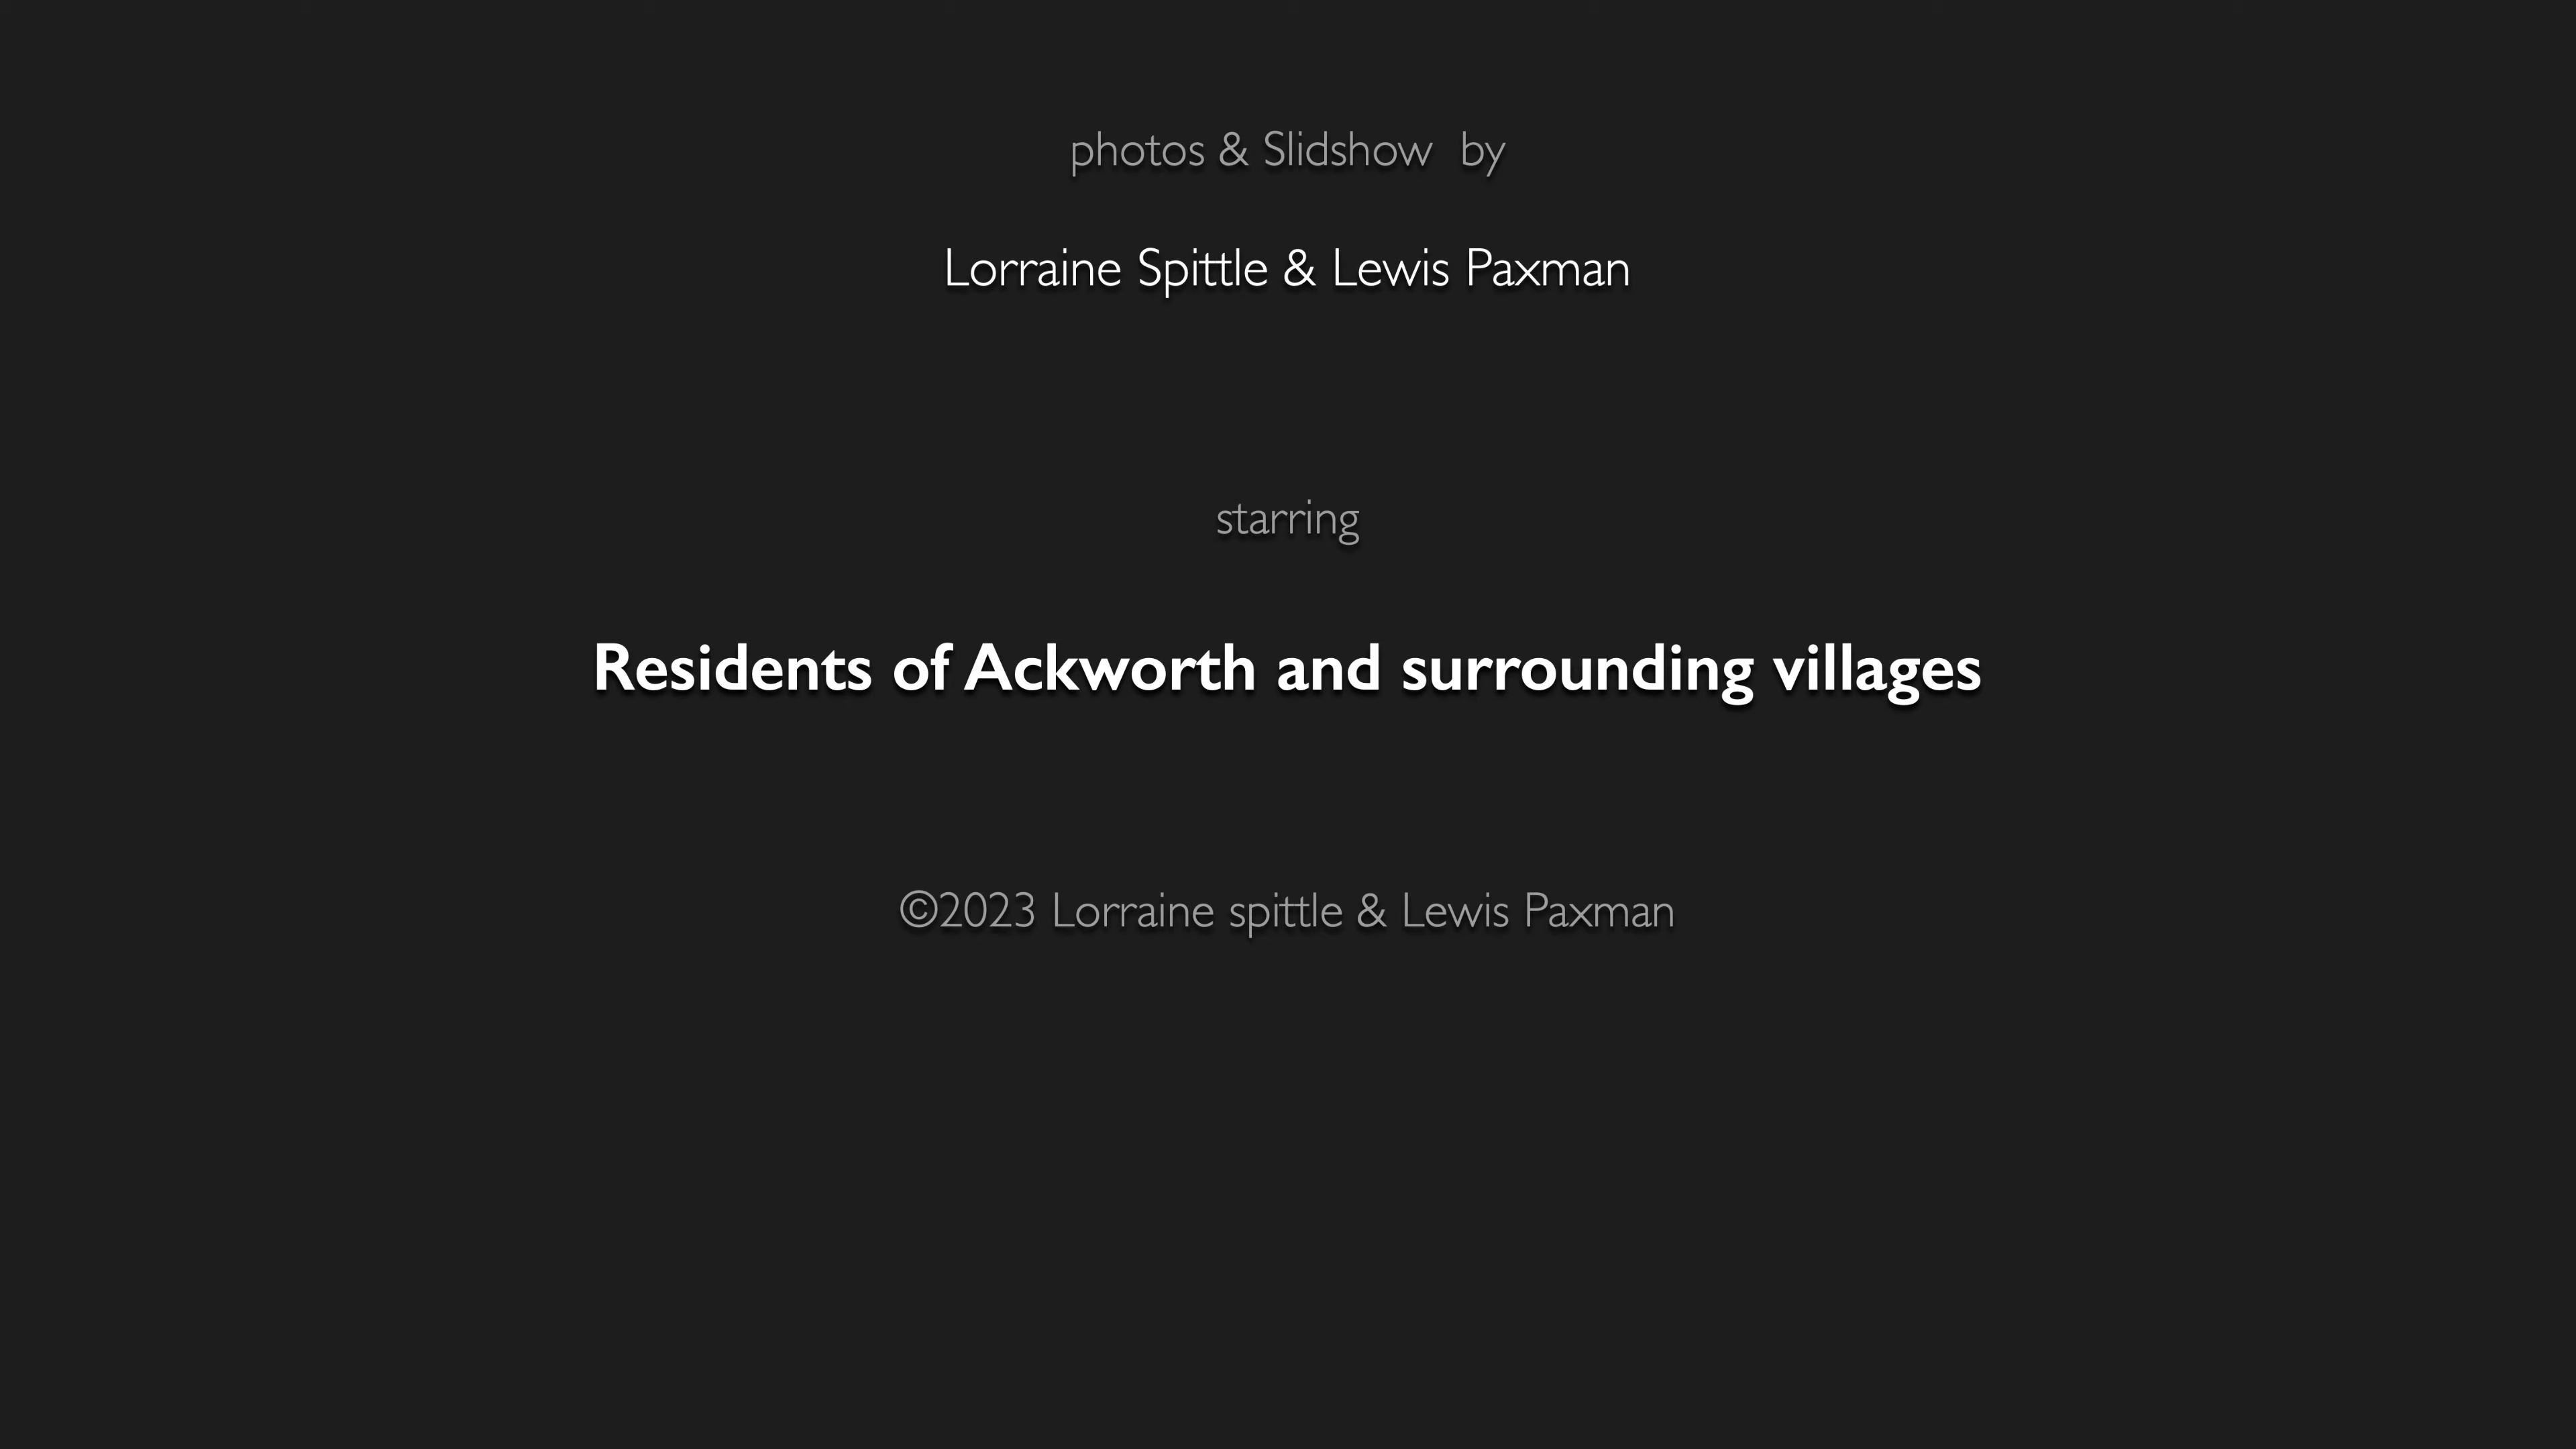 photos & Slidshow by
Lorraine Spittle & Lewis Paxman
starring
Residents of Ackworth and surrounding villages
©2023 Lorraine spittle & Lewis Paxman